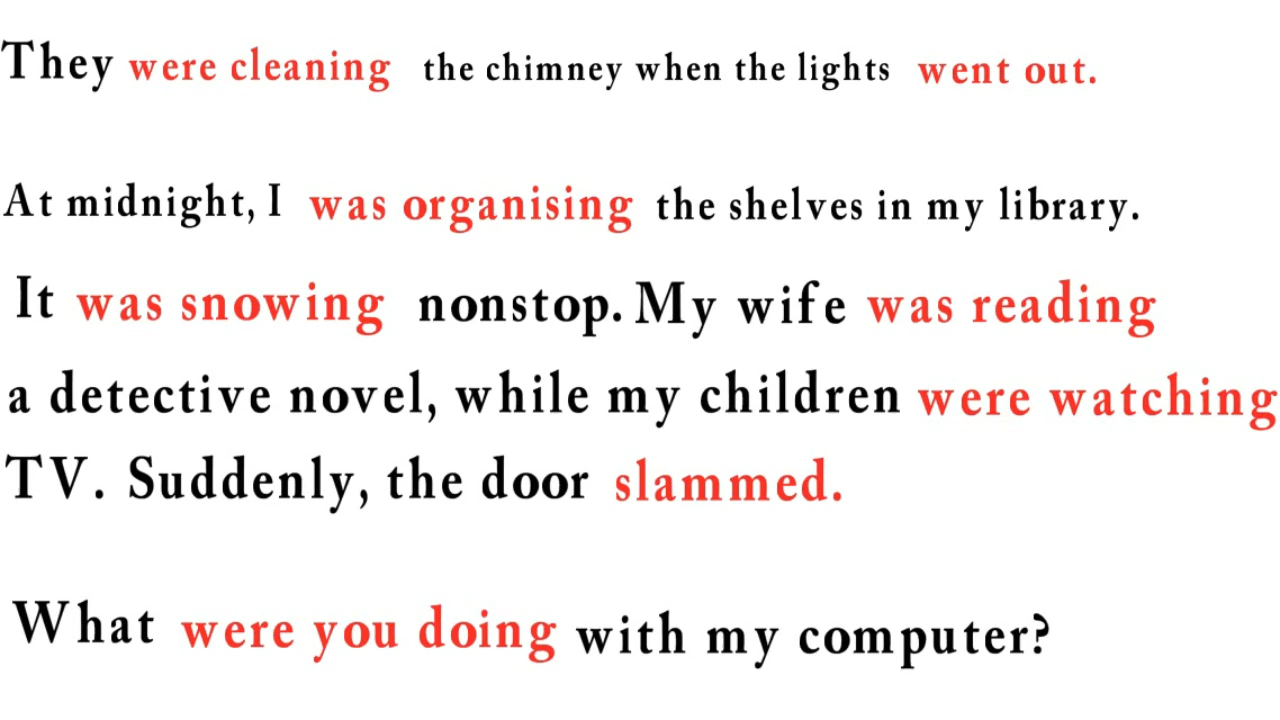 They were cleaning the chimney when the lights went out.
At midnight, I was organising the shelves in my library.
It was snowing nonstop. My wife was reading
a detective novel, while my children were watching
TV. Suddenly, the door slammed.
What were you doing with my computer?